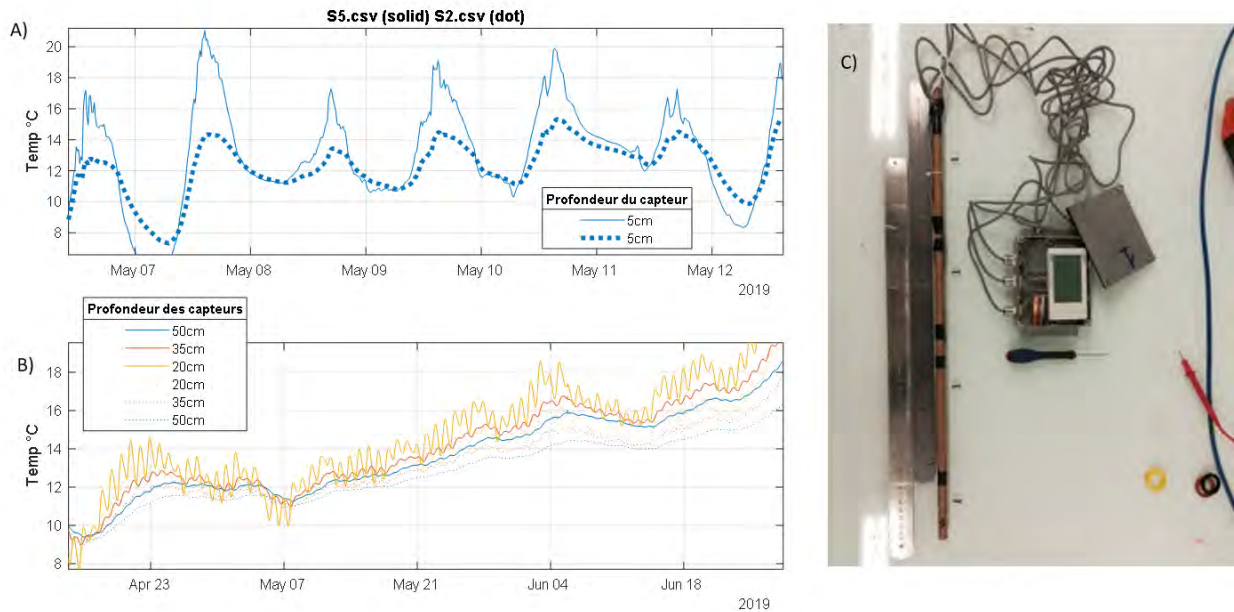 S5.csv (solid) S2.csv (dot)
A)
20
18
16
14
12
10
8
Temp °C
Profondeur du capteur
5cm
5cm
May 07
May 08
May 09
May 10
May 11
May 12
2019
Profondeur des capteurs
50cm
35cm
20cm
20cm
35cm
50cm
B)
18
16
14
12
10
8
Temp °C
Apr 23
May 07
May 21
Jun 04
Jun 18
2019
C)